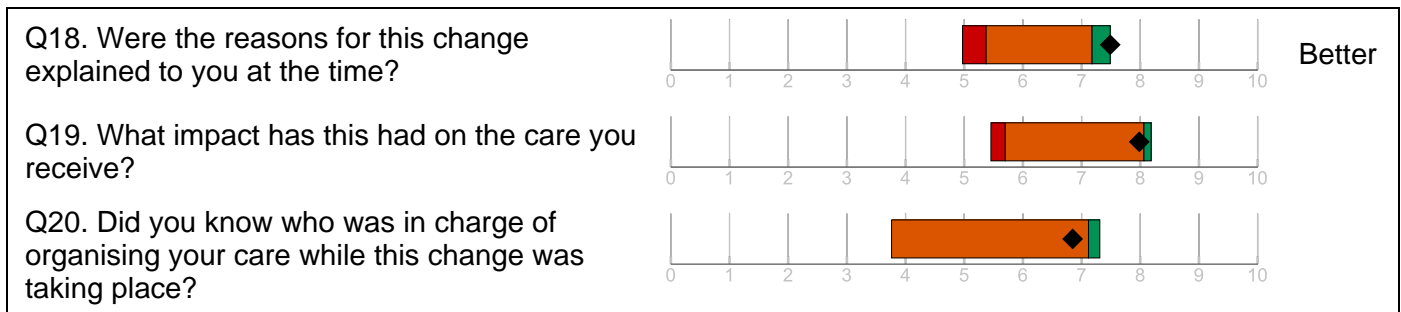 Q18. Were the reasons for this change
explained to you at the time?
Better
0 1 2 3 4 5 6 7 8 9 10
Q19. What impact has this had on the care you
receive?
0 1 2 3 4 5 6 7 8 9 10
Q20. Did you know who was in charge of
organising your care while this change was
taking place?
0 1 2 3 4 5 6 7 8 9 10